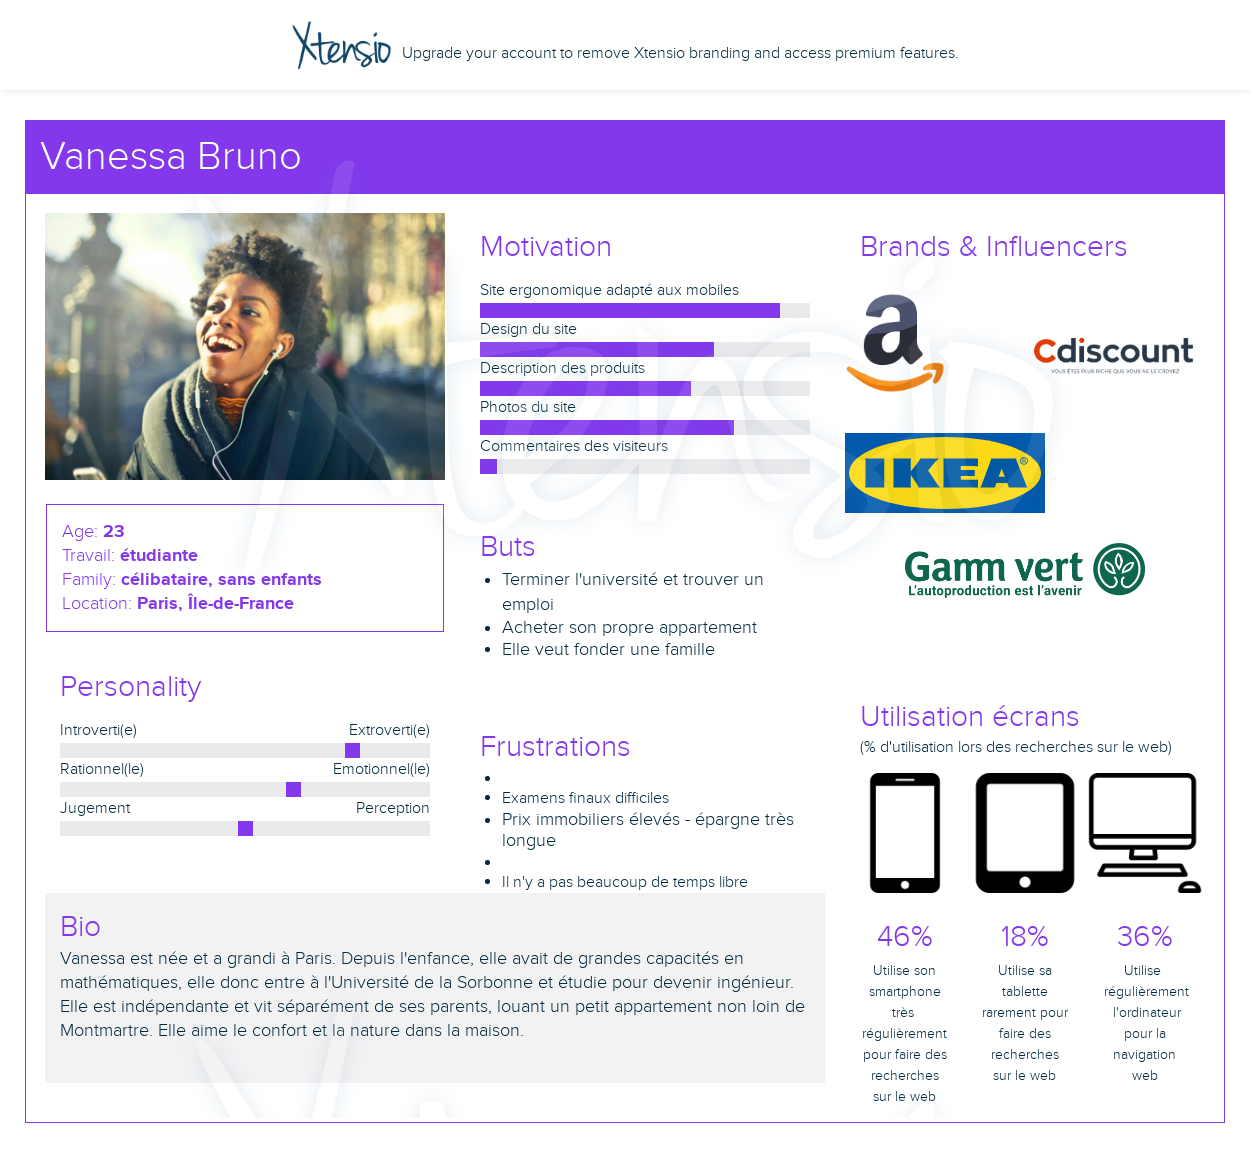 Xtensio Upgrade your account to remove Xtensio branding and access premium features.
Vanessa Bruno
Age: 23
Travail: étudiante
Family: célibataire, sans enfants
Location: Paris, Île-de-France
Personality
Introverti(e) Extroverti(e)
Rationnel(le) Emotionnel(le)
Jugement Perception
Motivation
Site ergonomique adapté aux mobiles
Design du site
Description des produits
Photos du site
Commentaires des visiteurs
Buts
Terminer l'université et trouver un
emploi
Acheter son propre appartement
Elle veut fonder une famille
Frustrations
Examens finaux difficiles
Prix immobiliers élevés - épargne très
longue
Il n'y a pas beaucoup de temps libre
Bio
Vanessa est née et a grandi à Paris. Depuis l'enfance, elle avait de grandes capacités en
mathématiques, elle donc entre à l'Université de la Sorbonne et étudie pour devenir ingénieur.
Elle est indépendante et vit séparément de ses parents, louant un petit appartement non loin de
Montmartre. Elle aime le confort et la nature dans la maison.
Brands & Influencers
a
Cdiscount
VOUS ÊTES PLUS RICHE QUE VOUS NE LE CROYEZ
IKEA®
Gamm vert
L'autoproduction est l'avenir
Utilisation écrans
(% d'utilisation lors des recherches sur le web)
46%
Utilise son
smartphone
très
régulièrement
pour faire des
recherches
sur le web
18%
Utilise sa
tablette
rarement pour
faire des
recherches
sur le web
36%
Utilise
régulièrement
l'ordinateur
pour la
navigation
web
Xtensio